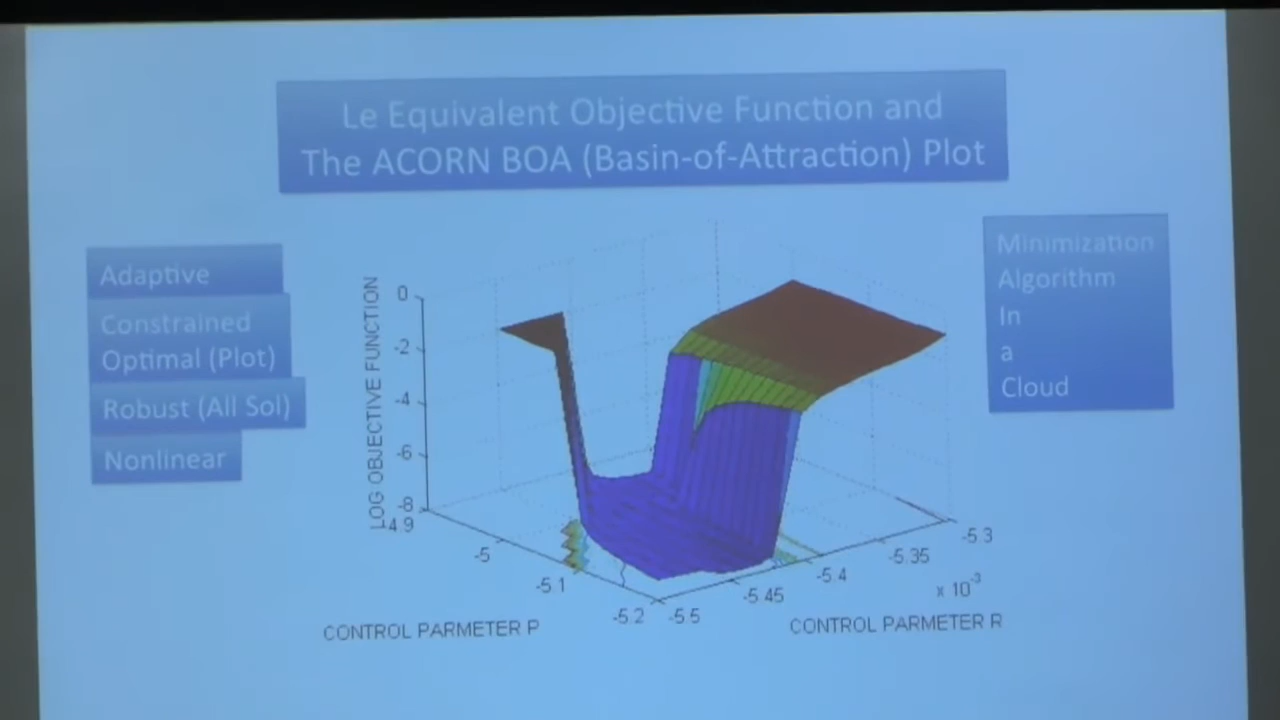 Le Equivalent Objective Function and
The ACORN BOA (Basin-of-Attraction) Plot
Adaptive
Constrained
Optimal (Plot)
Robust (All Sol)
Nonlinear
Minimization
Algorithm
In
a
Cloud
LOG OBJECTIVE FUNCTION
0
-2
-4
-6
-8
-4.9
-5
-5.1
-5.2
-5.5
-5.45
-5.4
-5.35
-5.3
x 10⁻³
CONTROL PARMETER P
CONTROL PARMETER R